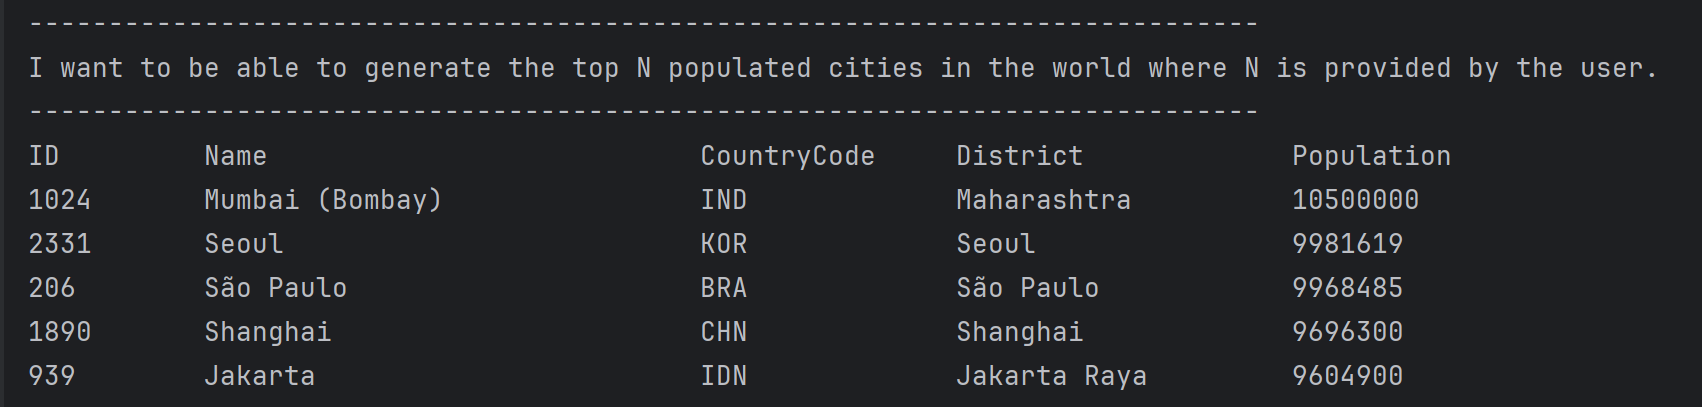 -----------------------------------------------------------------------------
I want to be able to generate the top N populated cities in the world where N is provided by the user.
-----------------------------------------------------------------------------
ID Name CountryCode District Population
1024 Mumbai (Bombay) IND Maharashtra 10500000
2331 Seoul KOR Seoul 9981619
206 São Paulo BRA São Paulo 9968485
1890 Shanghai CHN Shanghai 9696300
939 Jakarta IDN Jakarta Raya 9604900